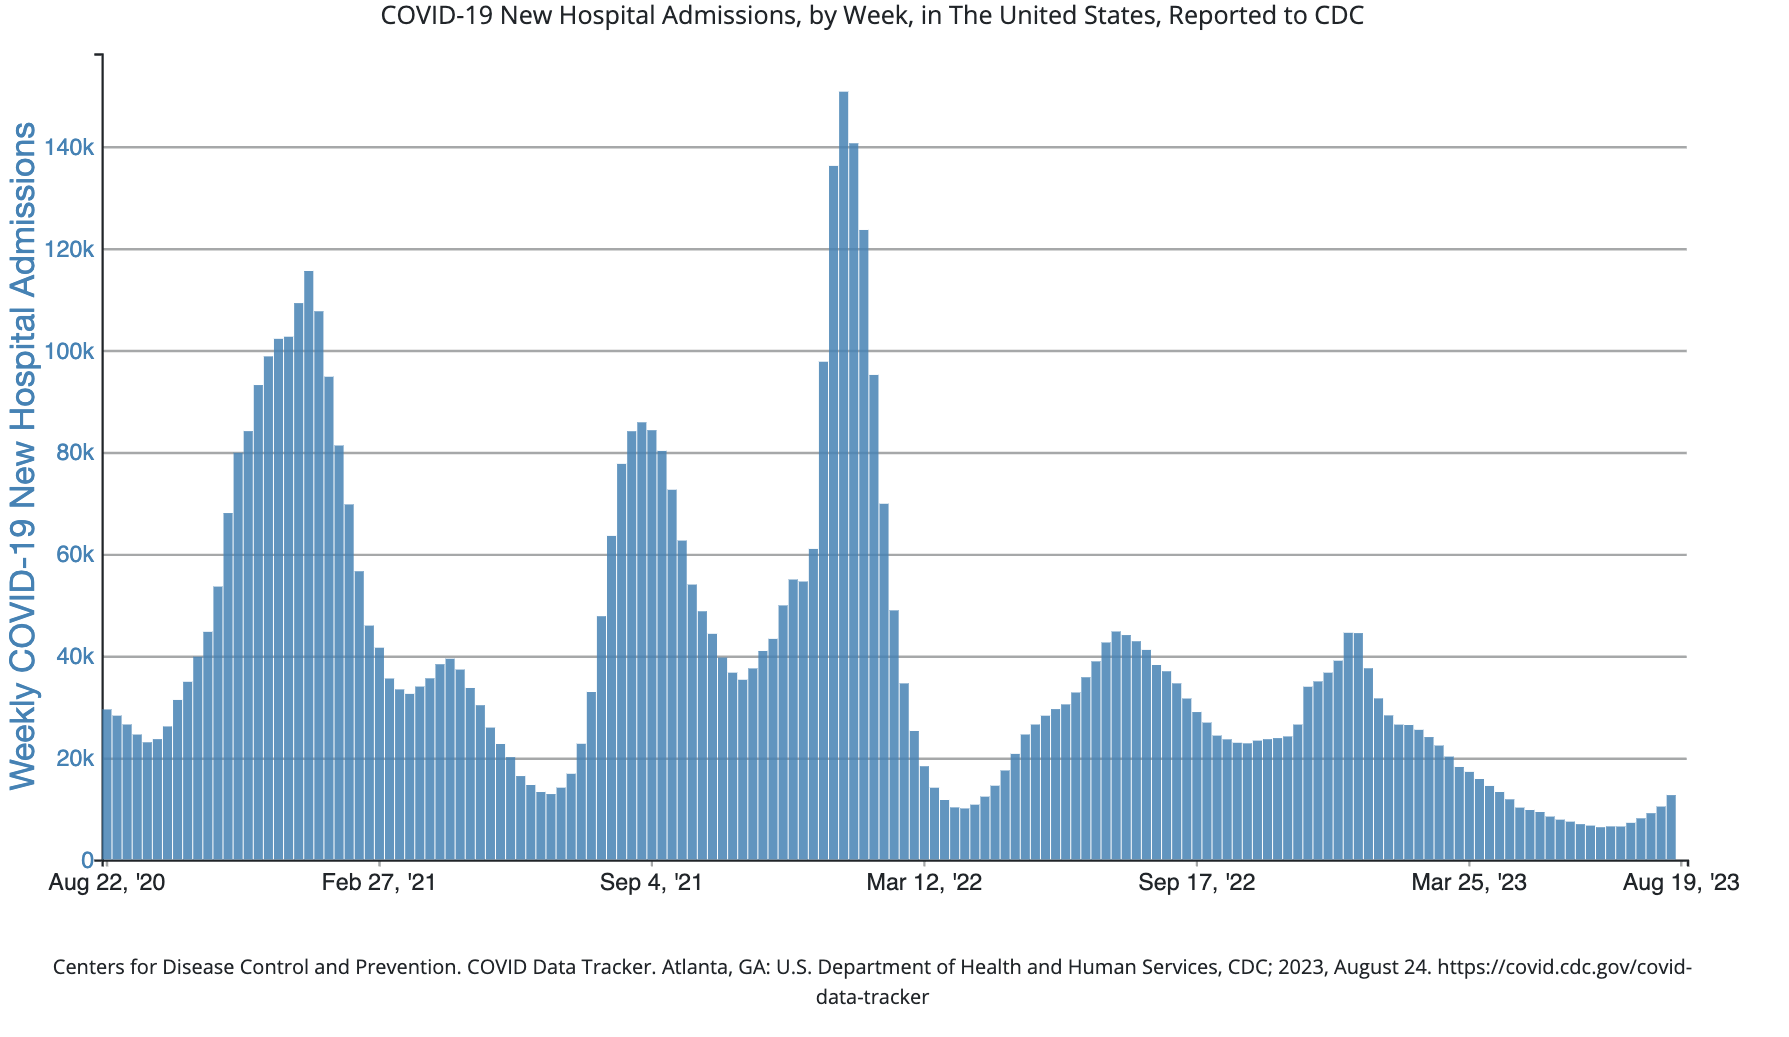 COVID-19 New Hospital Admissions, by Week, in The United States, Reported to CDC
Weekly COVID-19 New Hospital Admissions
140k
120k
100k
80k
60k
40k
20k
0
Aug 22, '20 Feb 27, '21 Sep 4, '21 Mar 12, '22 Sep 17, '22 Mar 25, '23 Aug 19, '23
Centers for Disease Control and Prevention. COVID Data Tracker. Atlanta, GA: U.S. Department of Health and Human Services, CDC; 2023, August 24. https://covid.cdc.gov/covid-
data-tracker